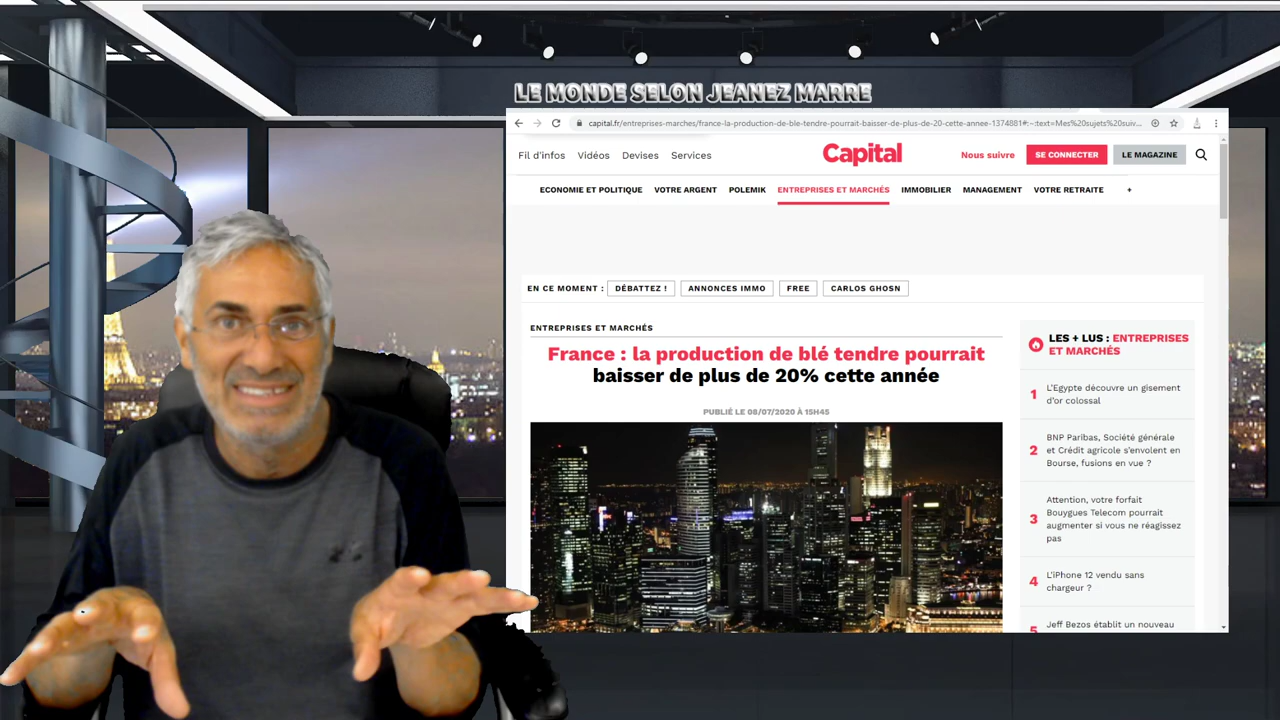 LE MONDE SELON JEANEZ MARRE
capital.fr/entreprises-marches/france-la-production-de-ble-tendre-pourrait-baisser-de-plus-de-20-cette-annee-1374881#:~:text=Mes%20sujets%20suiv...
Fil d'infos Vidéos Devises Services
Capital
Nous suivre SE CONNECTER LE MAGAZINE
ECONOMIE ET POLITIQUE VOTRE ARGENT POLEMIK ENTREPRISES ET MARCHÉS IMMOBILIER MANAGEMENT VOTRE RETRAITE +
EN CE MOMENT : DÉBATTEZ ! ANNONCES IMMO FREE CARLOS GHOSN
ENTREPRISES ET MARCHÉS
France : la production de blé tendre pourrait
baisser de plus de 20% cette année
PUBLIÉ LE 08/07/2020 À 15H45
LES + LUS : ENTREPRISES
ET MARCHÉS
1 L'Egypte découvre un gisement
d'or colossal
2 BNP Paribas, Société générale
et Crédit agricole s'envolent en
Bourse, fusions en vue ?
3 Attention, votre forfait
Bouygues Telecom pourrait
augmenter si vous ne réagissez
pas
4 L'iPhone 12 vendu sans
chargeur ?
5 Jeff Bezos établit un nouveau